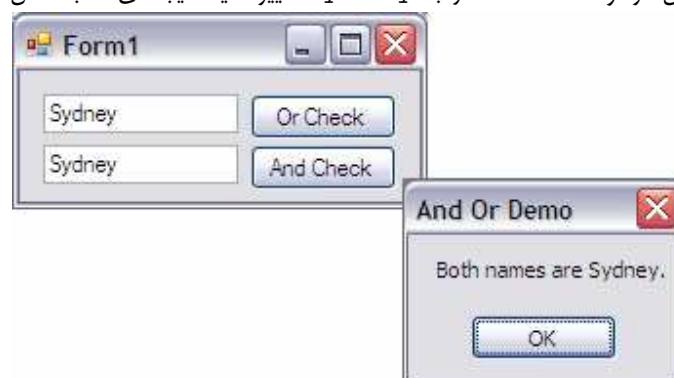 Form1
Sydney
Or Check
Sydney
And Check
And Or Demo
Both names are Sydney.
OK